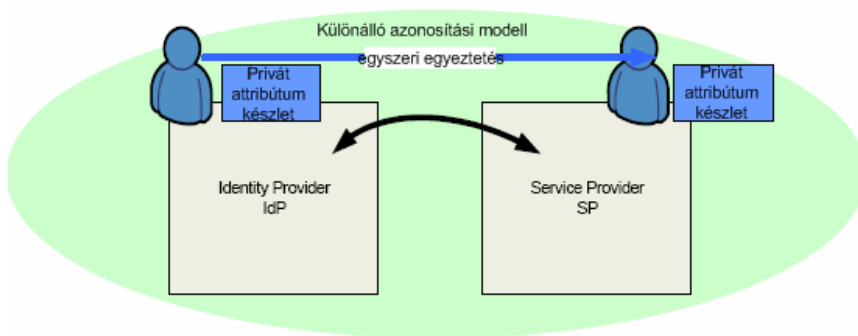 Különálló azonosítási modell
egyszeri egyeztetés
Privát
attribútum
készlet
Privát
attribútum
készlet
Identity Provider
IdP
Service Provider
SP